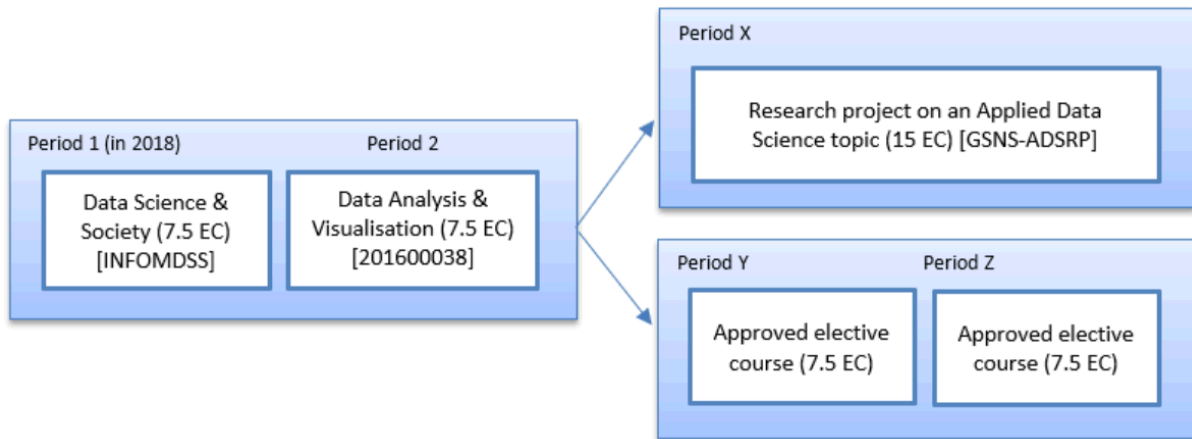 Period 1 (in 2018)
Period 2
Data Science &
Society (7.5 EC)
[INFOMDSS]
Data Analysis &
Visualisation (7.5 EC)
[201600038]
Period X
Research project on an Applied Data
Science topic (15 EC) [GSNS-ADSRP]
Period Y
Period Z
Approved elective
course (7.5 EC)
Approved elective
course (7.5 EC)